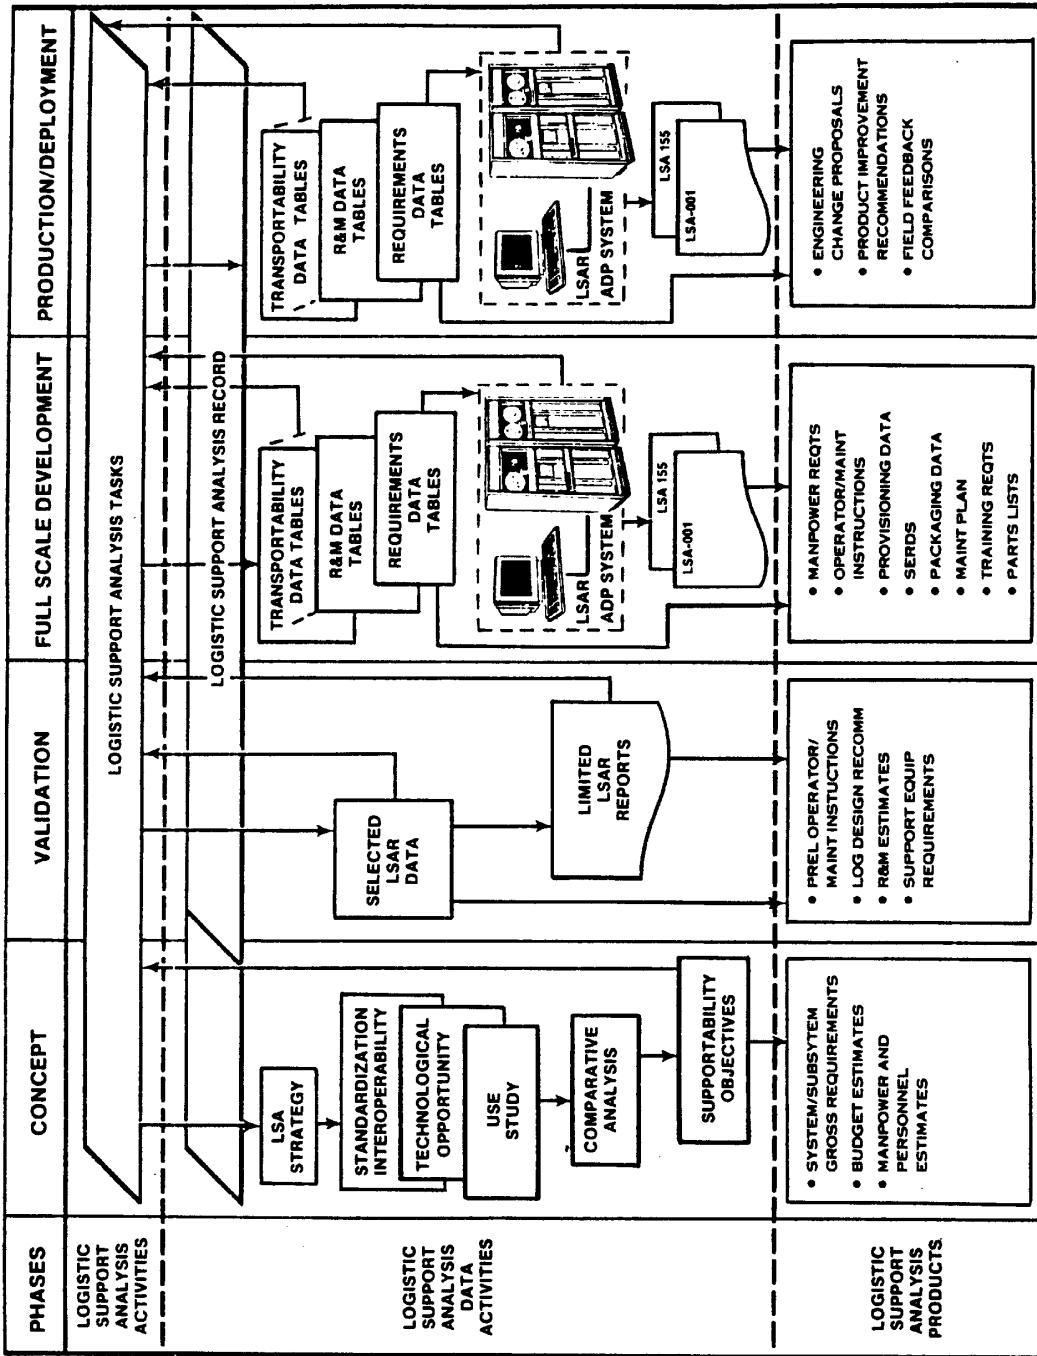 PHASES
CONCEPT
VALIDATION
FULL SCALE DEVELOPMENT
PRODUCTION/DEPLOYMENT
LOGISTIC
SUPPORT
ANALYSIS
ACTIVITIES
LOGISTIC SUPPORT ANALYSIS TASKS
LOGISTIC SUPPORT ANALYSIS RECORD
LOGISTIC
SUPPORT
ANALYSIS
DATA
ACTIVITIES
LSA
STRATEGY
STANDARDIZATION
INTEROPERABILITY
TECHNOLOGICAL
OPPORTUNITY
USE
STUDY
COMPARATIVE
ANALYSIS
SUPPORTABILITY
OBJECTIVES
SELECTED
LSAR
DATA
LIMITED
LSAR
REPORTS
TRANSPORTABILITY
DATA TABLES
R&M DATA
TABLES
REQUIREMENTS
DATA
TABLES
LSAR
ADP SYSTEM
LSA 155
LSA-001
TRANSPORTABILITY
DATA TABLES
R&M DATA
TABLES
REQUIREMENTS
DATA
TABLES
LSAR
ADP SYSTEM
LSA 155
LSA-001
LOGISTIC
SUPPORT
ANALYSIS
PRODUCTS
• SYSTEM/SUBSYTEM
GROSS REQUIREMENTS
• BUDGET ESTIMATES
• MANPOWER AND
PERSONNEL
ESTIMATES
• PREL OPERATOR/
MAINT INSTUCTIONS
• LOG DESIGN RECOMM
• R&M ESTIMATES
• SUPPORT EQUIP
REQUIREMENTS
• MANPOWER REQTS
• OPERATOR/MAINT
INSTRUCTIONS
• PROVISIONING DATA
• SERDS
• PACKAGING DATA
• MAINT PLAN
• TRAINING REQTS
• PARTS LISTS
• ENGINEERING
CHANGE PROPOSALS
• PRODUCT IMPROVEMENT
RECOMMENDATIONS
• FIELD FEEDBACK
COMPARISONS